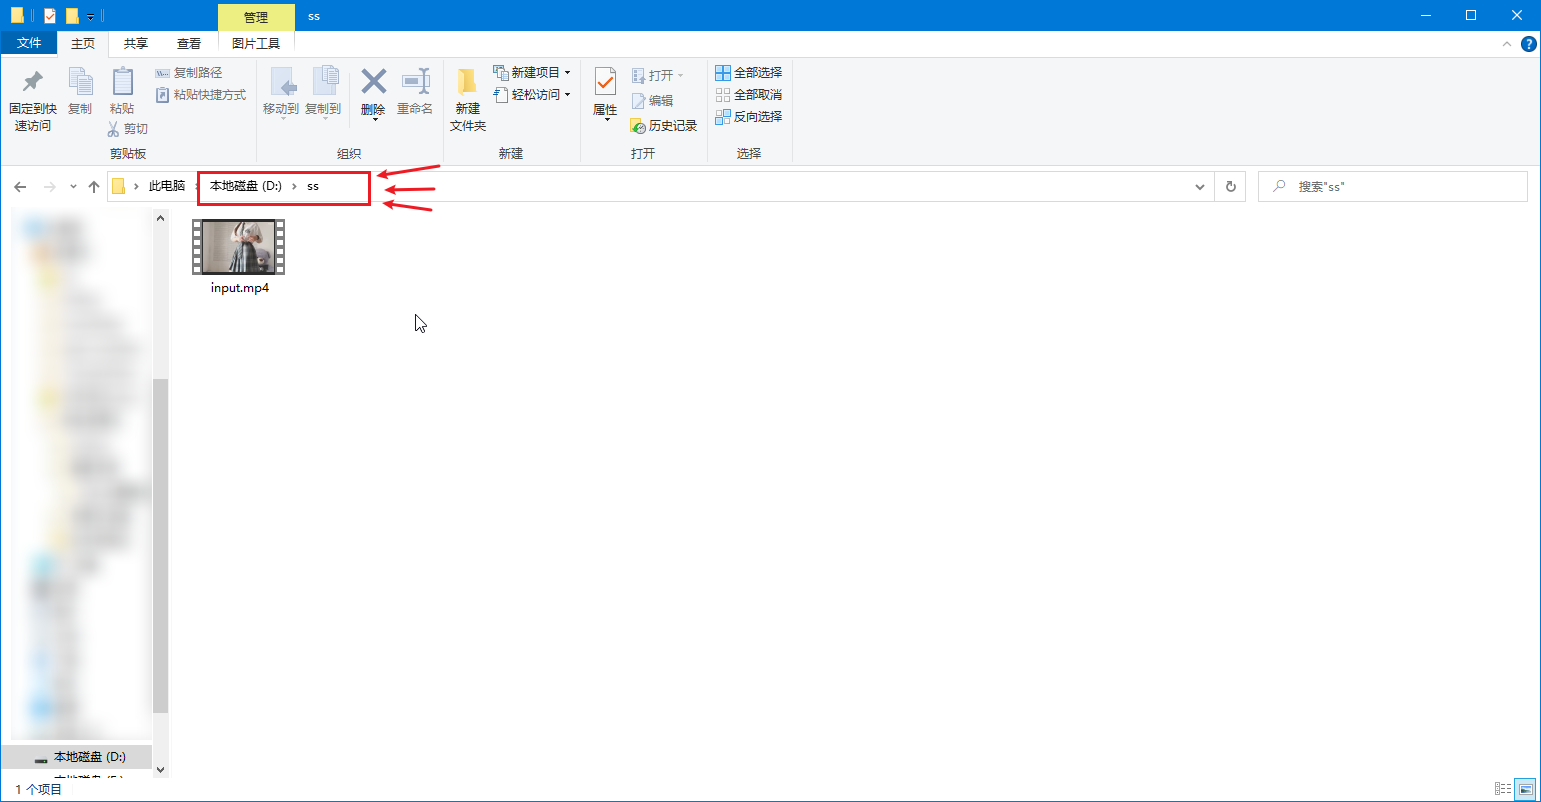 管理
ss
文件
主页
共享
查看
图片工具
固定到快
速访问
复制
粘贴
复制路径
粘贴快捷方式
剪切
剪贴板
移动到
复制到
删除
重命名
组织
新建
文件夹
新建项目
轻松访问
新建
属性
打开
编辑
历史记录
打开
全部选择
全部取消
反向选择
选择
此电脑
本地磁盘 (D:)
ss
搜索"ss"
input.mp4
本地磁盘 (D:)
1 个项目